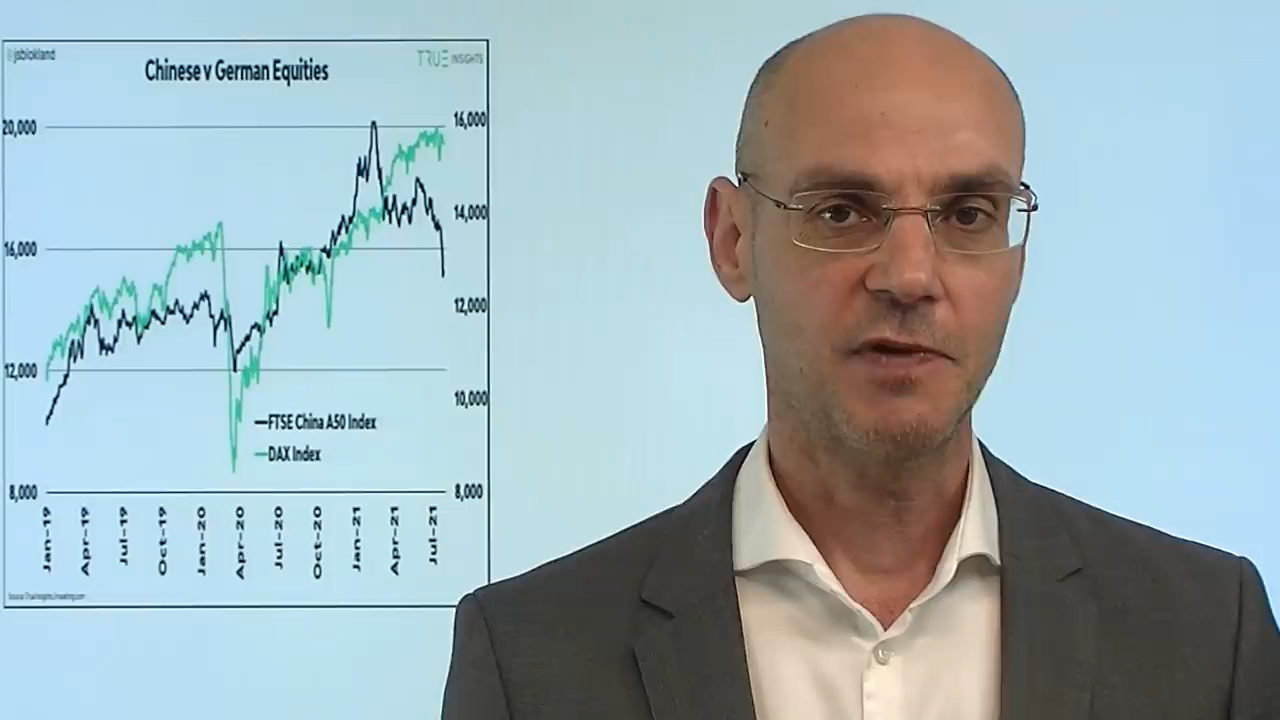 @jsblokland
TRUE INSIGHTS
Chinese v German Equities
20,000
16,000
12,000
8,000
16,000
14,000
12,000
10,000
8,000
FTSE China A50 Index
DAX Index
Jan-19
Apr-19
Jul-19
Oct-19
Jan-20
Apr-20
Jul-20
Oct-20
Jan-21
Apr-21
Jul-21